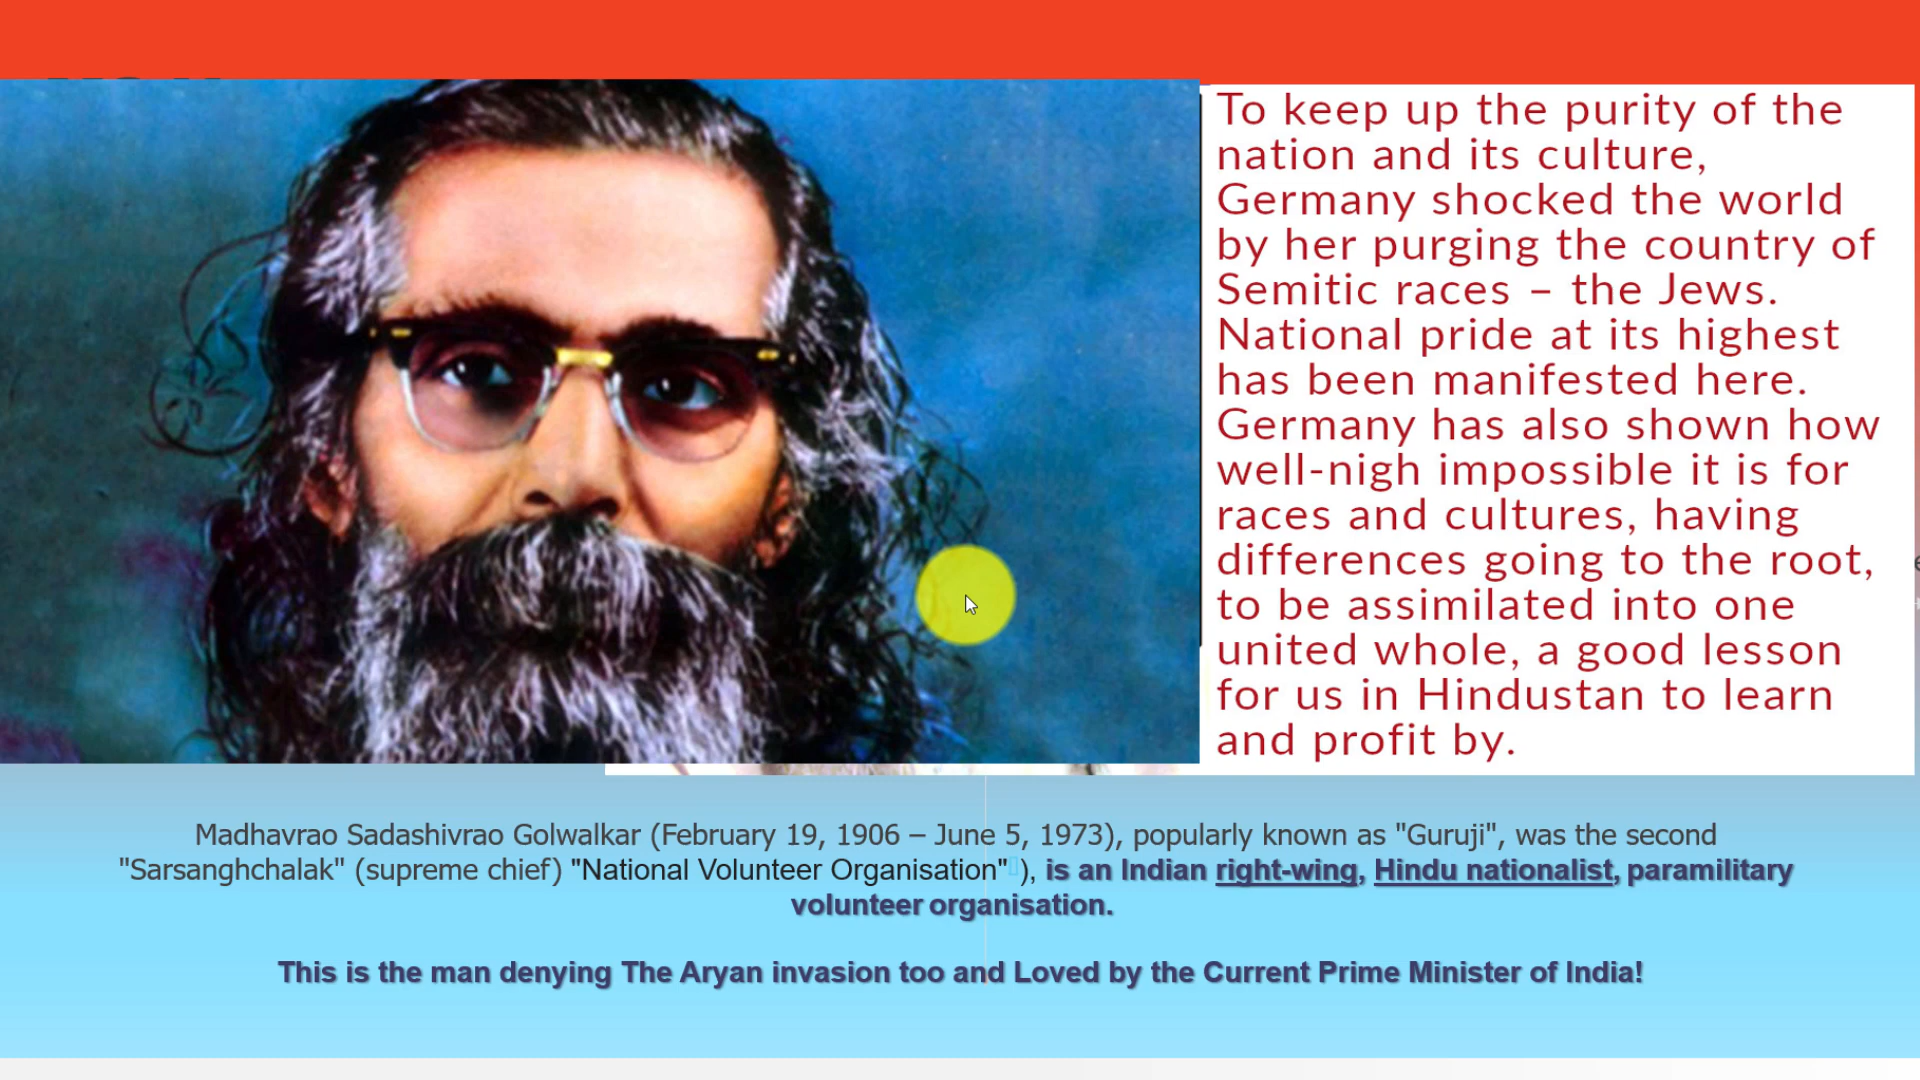 To keep up the purity of the
nation and its culture,
Germany shocked the world
by her purging the country of
Semitic races – the Jews.
National pride at its highest
has been manifested here.
Germany has also shown how
well-nigh impossible it is for
races and cultures, having
differences going to the root,
to be assimilated into one
united whole, a good lesson
for us in Hindustan to learn
and profit by.
Madhavrao Sadashivrao Golwalkar (February 19, 1906 – June 5, 1973), popularly known as "Guruji", was the second
"Sarsanghchalak" (supreme chief) "National Volunteer Organisation" ), is an Indian right-wing, Hindu nationalist, paramilitary
volunteer organisation.
This is the man denying The Aryan invasion too and Loved by the Current Prime Minister of India!